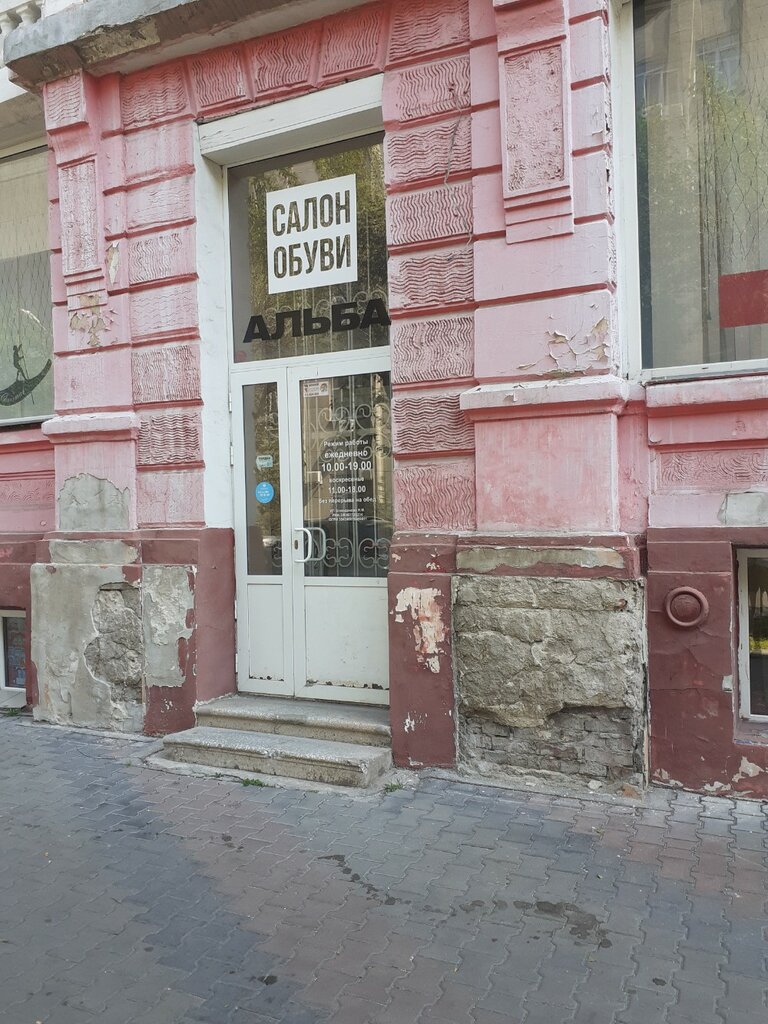 САЛОН
ОБУВИ
АЛЬБА
Режим работы
ежедневно
10.00-19.00
воскресенье
11.00-18.00
Без перерыва на обед